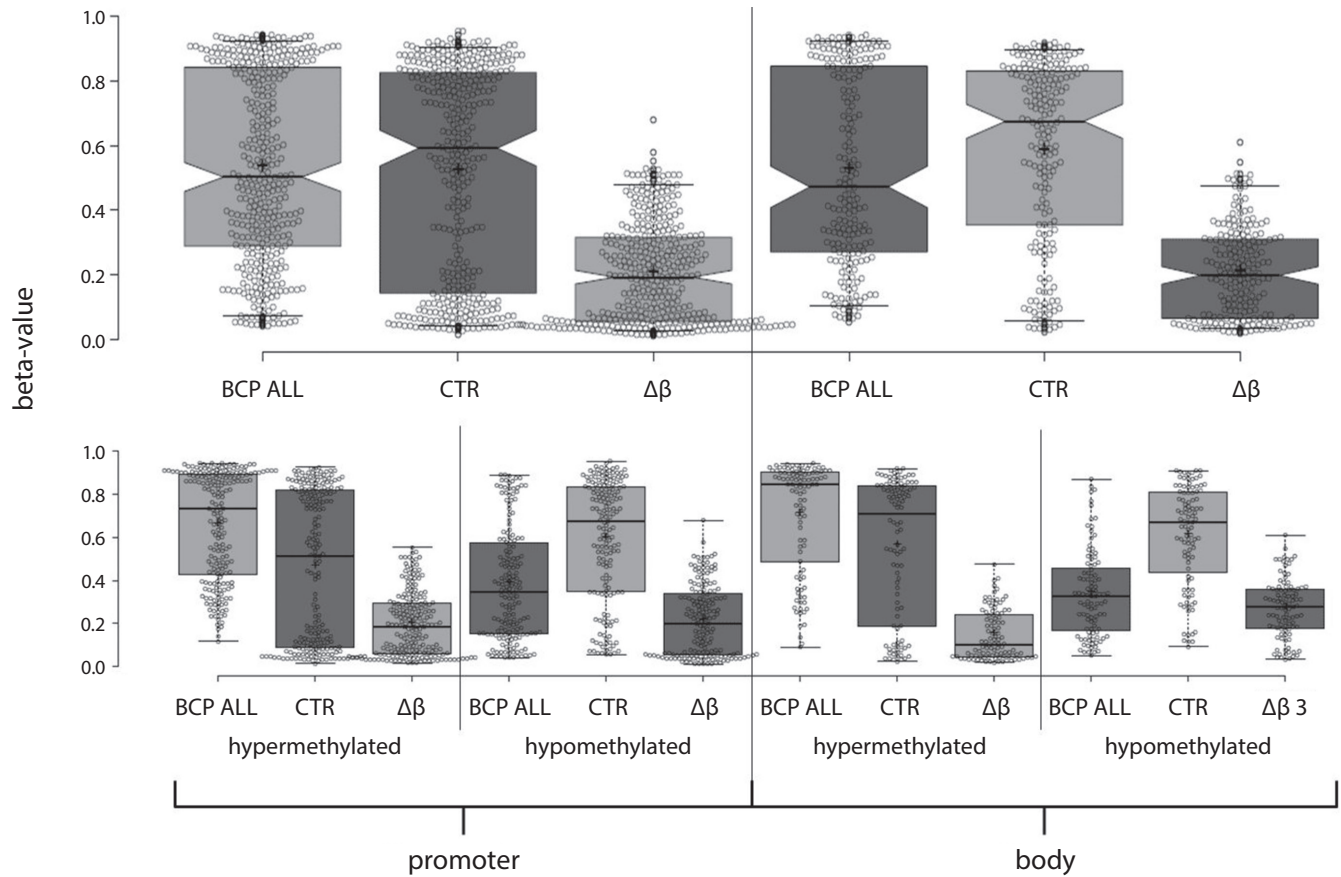 beta-value
1.0
0.8
0.6
0.4
0.2
0.0
BCP ALL CTR Δβ BCP ALL CTR Δβ
1.0
0.8
0.6
0.4
0.2
0.0
BCP ALL CTR Δβ BCP ALL CTR Δβ BCP ALL CTR Δβ BCP ALL CTR Δβ 3
hypermethylated hypomethylated hypermethylated hypomethylated
promoter body